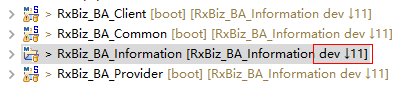 > RxBiz_BA_Client [boot] [RxBiz_BA_Information dev ↓11]
> RxBiz_BA_Common [boot] [RxBiz_BA_Information dev ↓11]
> RxBiz_BA_Information [RxBiz_BA_Information dev ↓11]
> RxBiz_BA_Provider [boot] [RxBiz_BA_Information dev ↓11]